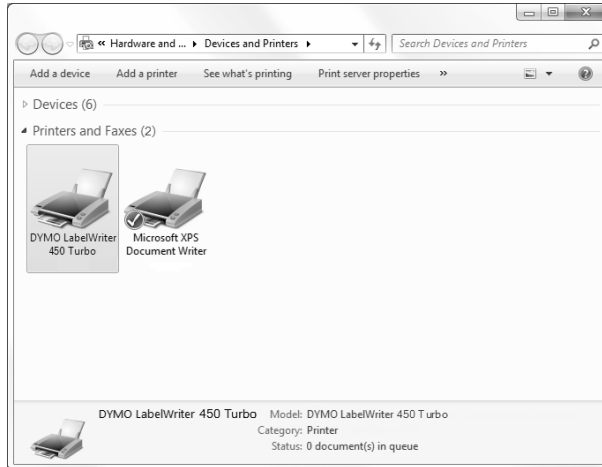 « Hardware and ... ▸ Devices and Printers ▸ Search Devices and Printers
Add a device Add a printer See what's printing Print server properties »
Devices (6)
Printers and Faxes (2)
DYMO LabelWriter
450 Turbo
Microsoft XPS
Document Writer
DYMO LabelWriter 450 Turbo Model: DYMO LabelWriter 450 Turbo
Category: Printer
Status: 0 document(s) in queue